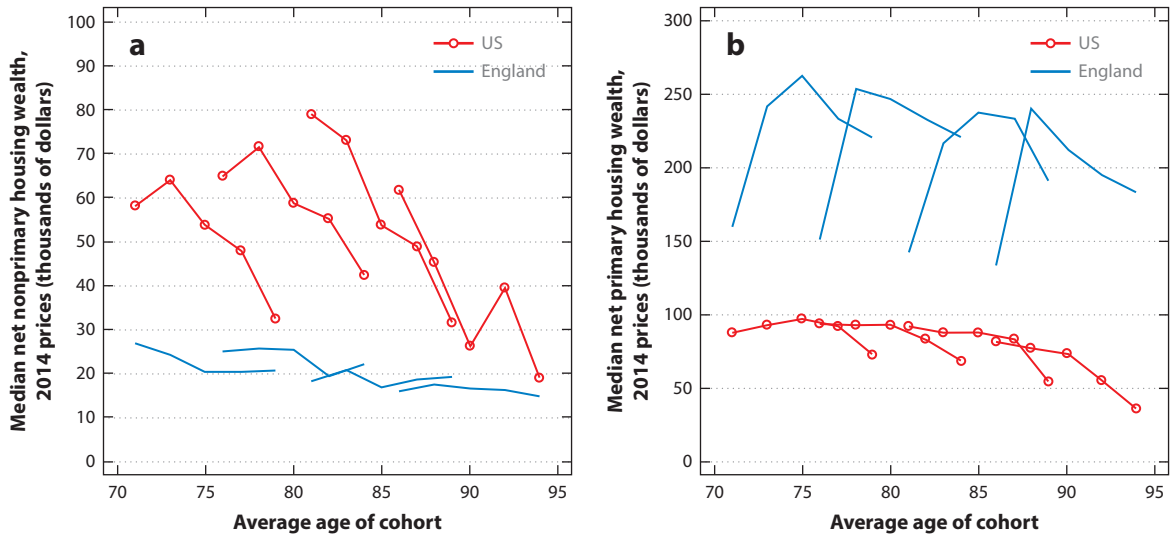 a
US
England
Median net nonprimary housing wealth,
2014 prices (thousands of dollars)
100
90
80
70
60
50
40
30
20
10
0
70
75
80
85
90
95
Average age of cohort
b
US
England
Median net primary housing wealth,
2014 prices (thousands of dollars)
300
250
200
150
100
50
0
70
75
80
85
90
95
Average age of cohort